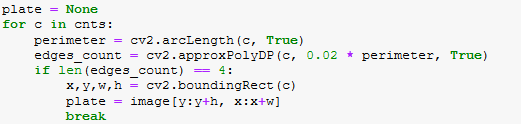 plate = None
for c in cnts:
    perimeter = cv2.arcLength(c, True)
    edges_count = cv2.approxPolyDP(c, 0.02 * perimeter, True)
    if len(edges_count) == 4:
        x,y,w,h = cv2.boundingRect(c)
        plate = image[y:y+h, x:x+w]
        break